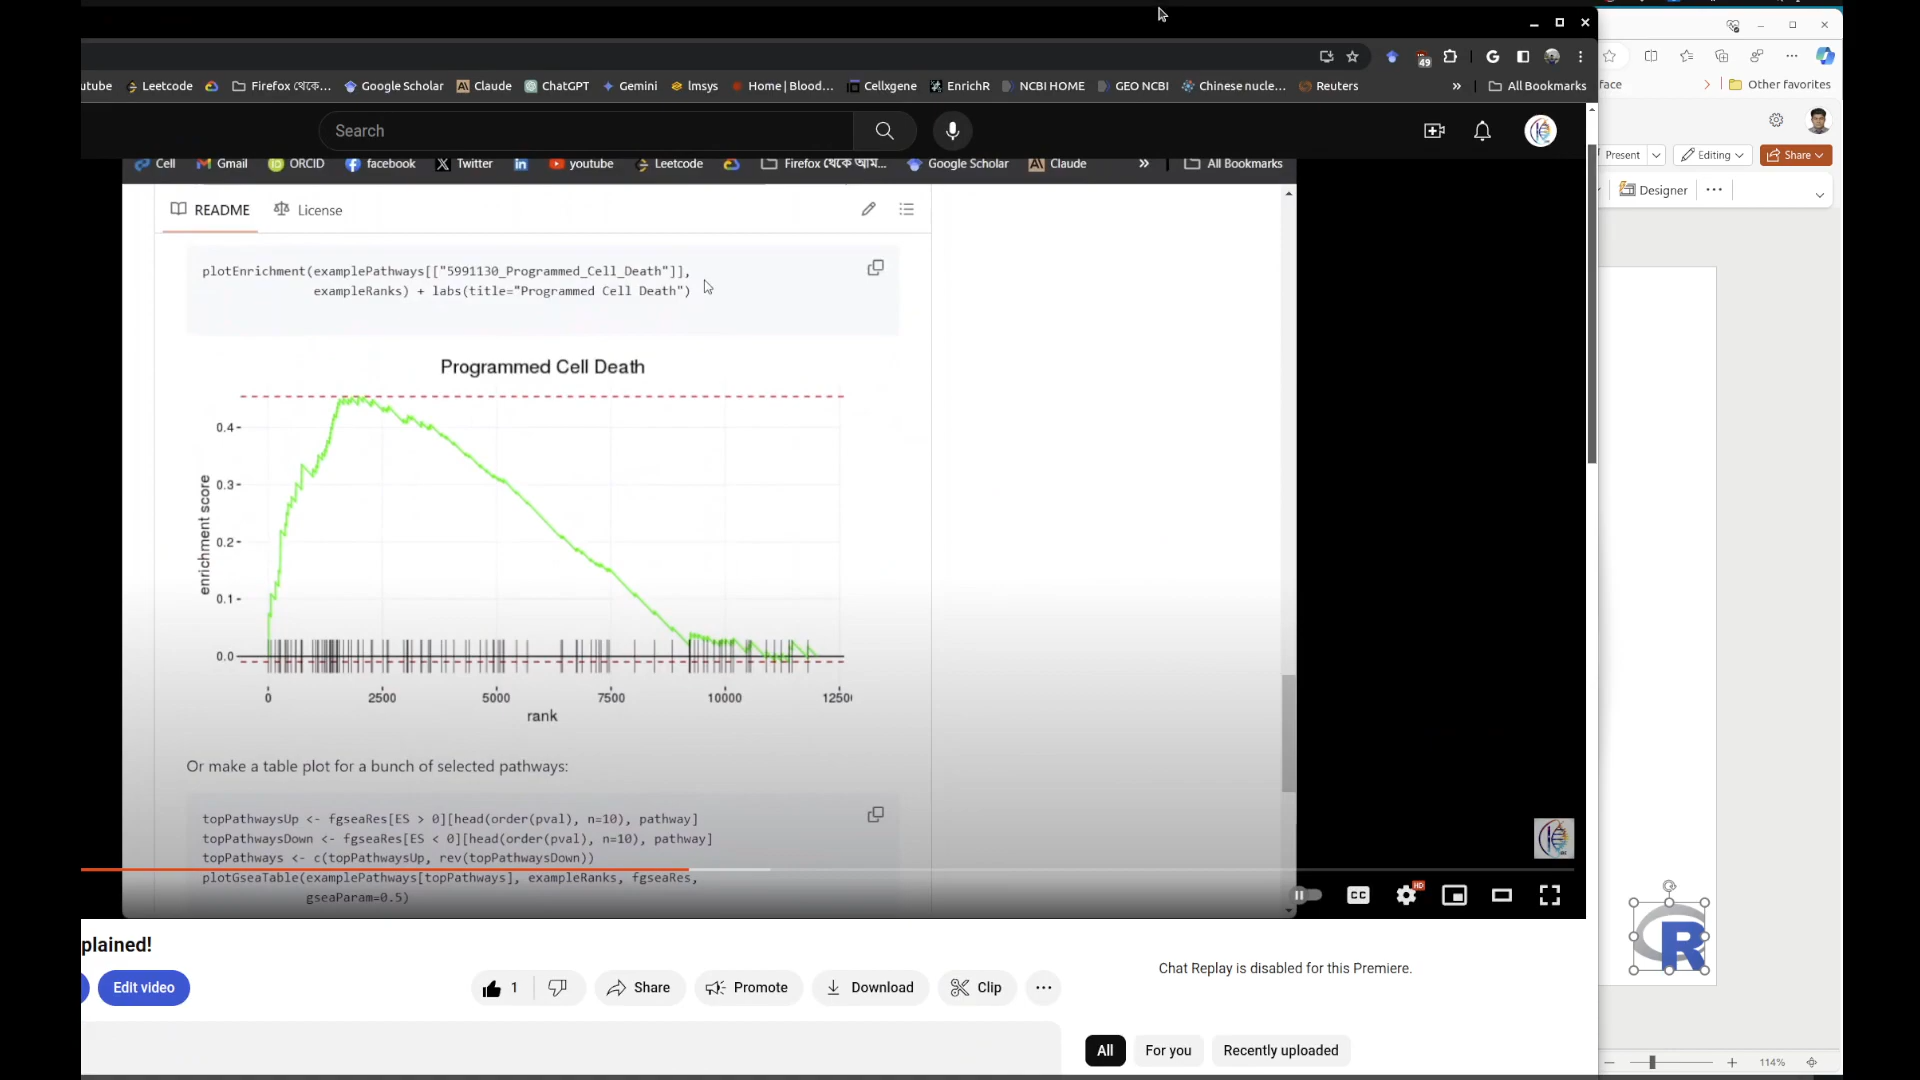 49
utube Leetcode Firefox থেকে... Google Scholar Claude ChatGPT Gemini lmsys Home | Blood... Cellxgene EnrichR NCBI HOME GEO NCBI Chinese nucle... Reuters » All Bookmarks
face Other favorites
Search
Present Editing Share
Cell Gmail ORCID facebook Twitter youtube Leetcode Firefox থেকে আম... Google Scholar Claude » All Bookmarks
Designer
README License
plotEnrichment(examplePathways[["5991130_Programmed_Cell_Death"]],
exampleRanks) + labs(title="Programmed Cell Death")
Programmed Cell Death
0.4
0.3
0.2
0.1
0.0
enrichment score
0 2500 5000 7500 10000 1250
rank
Or make a table plot for a bunch of selected pathways:
topPathwaysUp <- fgseaRes[ES > 0][head(order(pval), n=10), pathway]
topPathwaysDown <- fgseaRes[ES < 0][head(order(pval), n=10), pathway]
topPathways <- c(topPathwaysUp, rev(topPathwaysDown))
plotGseaTable(examplePathways[topPathways], exampleRanks, fgseaRes,
gseaParam=0.5)
CC HD
R
plained!
Chat Replay is disabled for this Premiere.
Edit video 1 Share Promote Download Clip
All For you Recently uploaded
114%